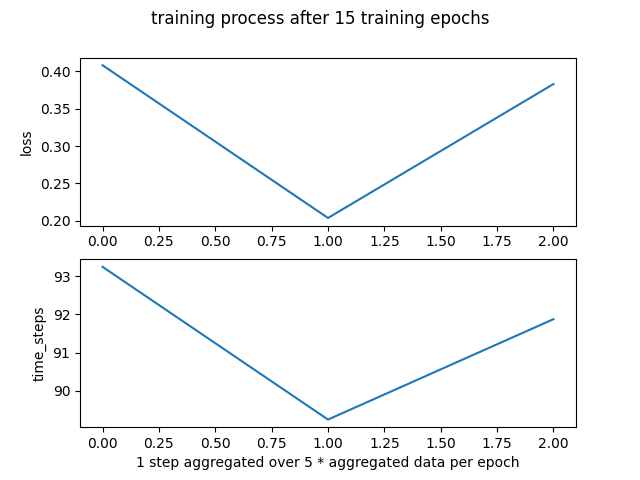 training process after 15 training epochs
0.40
0.35
0.30
0.25
0.20
loss
0.00 0.25 0.50 0.75 1.00 1.25 1.50 1.75 2.00
93
92
91
90
time_steps
0.00 0.25 0.50 0.75 1.00 1.25 1.50 1.75 2.00
1 step aggregated over 5 * aggregated data per epoch